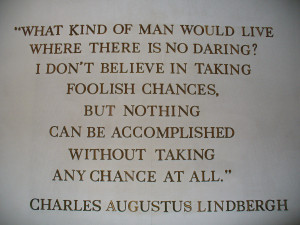 “WHAT KIND OF MAN WOULD LIVE
WHERE THERE IS NO DARING?
I DON'T BELIEVE IN TAKING
FOOLISH CHANCES,
BUT NOTHING
CAN BE ACCOMPLISHED
WITHOUT TAKING
ANY CHANCE AT ALL.”
CHARLES AUGUSTUS LINDBERGH